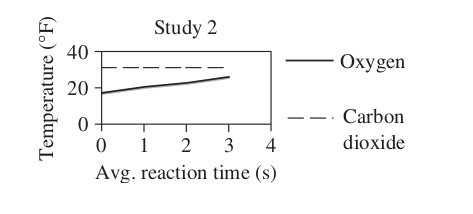 Study 2
Temperature (°F)
40
20
0
0 1 2 3 4
Avg. reaction time (s)
Oxygen
Carbon
dioxide